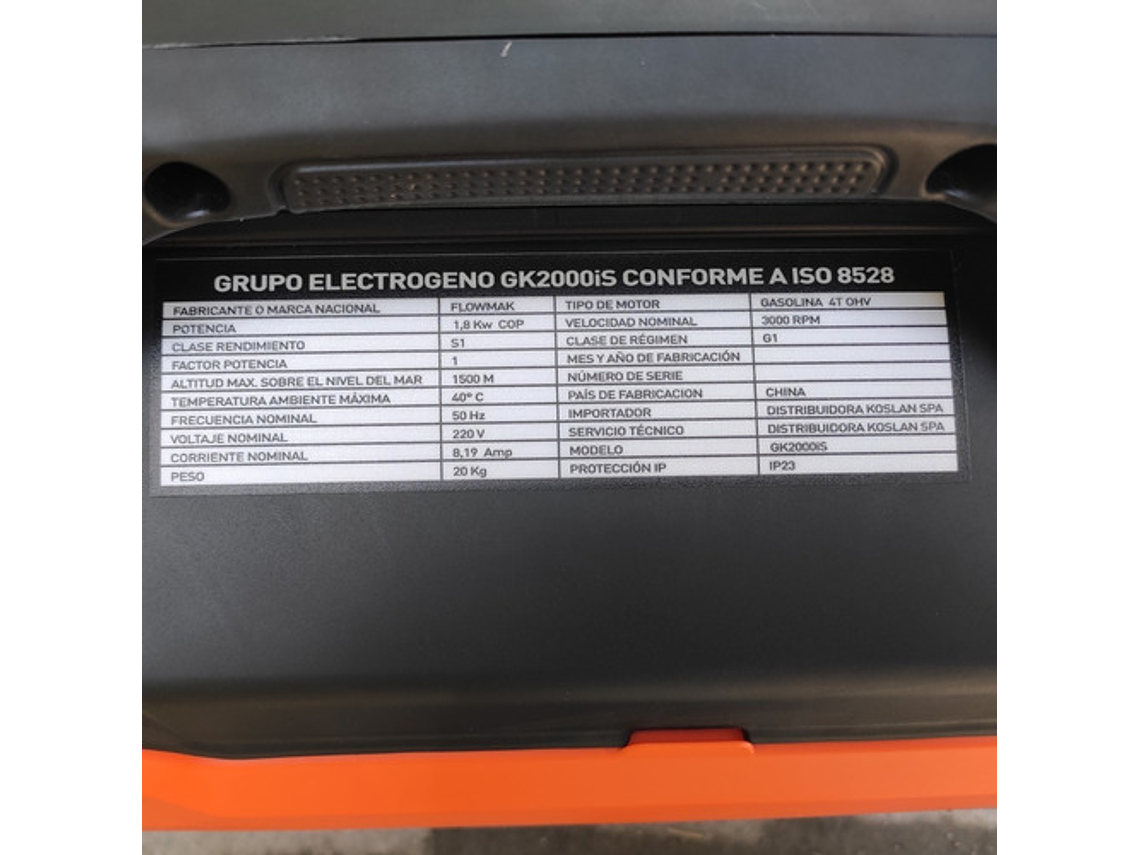 GRUPO ELECTROGENO GK2000iS CONFORME A ISO 8528
FABRICANTE O MARCA NACIONAL FLOWMAK TIPO DE MOTOR GASOLINA 4T OHV
POTENCIA 1,8 Kw COP VELOCIDAD NOMINAL 3000 RPM
CLASE RENDIMIENTO S1 CLASE DE RÉGIMEN G1
FACTOR POTENCIA 1 MES Y AÑO DE FABRICACIÓN
ALTITUD MAX. SOBRE EL NIVEL DEL MAR 1500 M NÚMERO DE SERIE
TEMPERATURA AMBIENTE MÁXIMA 40° C PAÍS DE FABRICACION CHINA
FRECUENCIA NOMINAL 50 Hz IMPORTADOR DISTRIBUIDORA KOSLAN SPA
VOLTAJE NOMINAL 220 V SERVICIO TÉCNICO DISTRIBUIDORA KOSLAN SPA
CORRIENTE NOMINAL 8,19 Amp MODELO GK2000iS
PESO 20 Kg PROTECCIÓN IP IP23